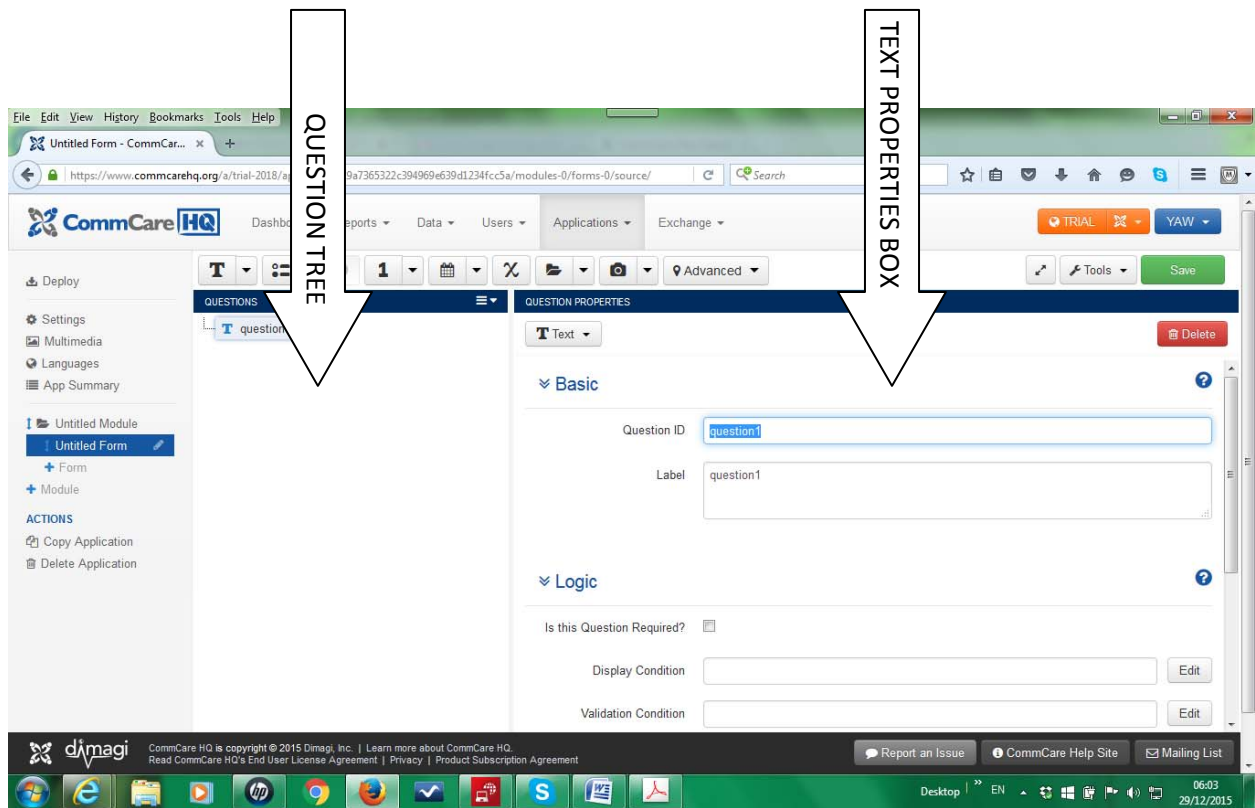 QUESTION TREE
TEXT PROPERTIES BOX
File Edit View History Bookmarks Tools Help
Untitled Form - CommCar... × +
https://www.commcarehq.org/a/trial-2018/a 9a7365322c394969e639d1234fcc5a/modules-0/forms-0/source/ Search
CommCare HQ Dashbo eports Data Users Applications Exchange TRIAL YAW
Deploy
T 1 Advanced Tools Save
QUESTIONS QUESTION PROPERTIES
Settings
T question T Text Delete
Multimedia
Languages
App Summary
Basic
Untitled Module
Untitled Form
Question ID question1
+ Form
+ Module
Label question1
ACTIONS
Copy Application
Delete Application
Logic
Is this Question Required?
Display Condition Edit
Validation Condition Edit
dimagi
CommCare HQ is copyright © 2015 Dimagi, Inc. | Learn more about CommCare HQ.
Read CommCare HQ's End User License Agreement | Privacy | Product Subscription Agreement
Report an Issue CommCare Help Site Mailing List
Desktop EN 06:03
29/12/2015